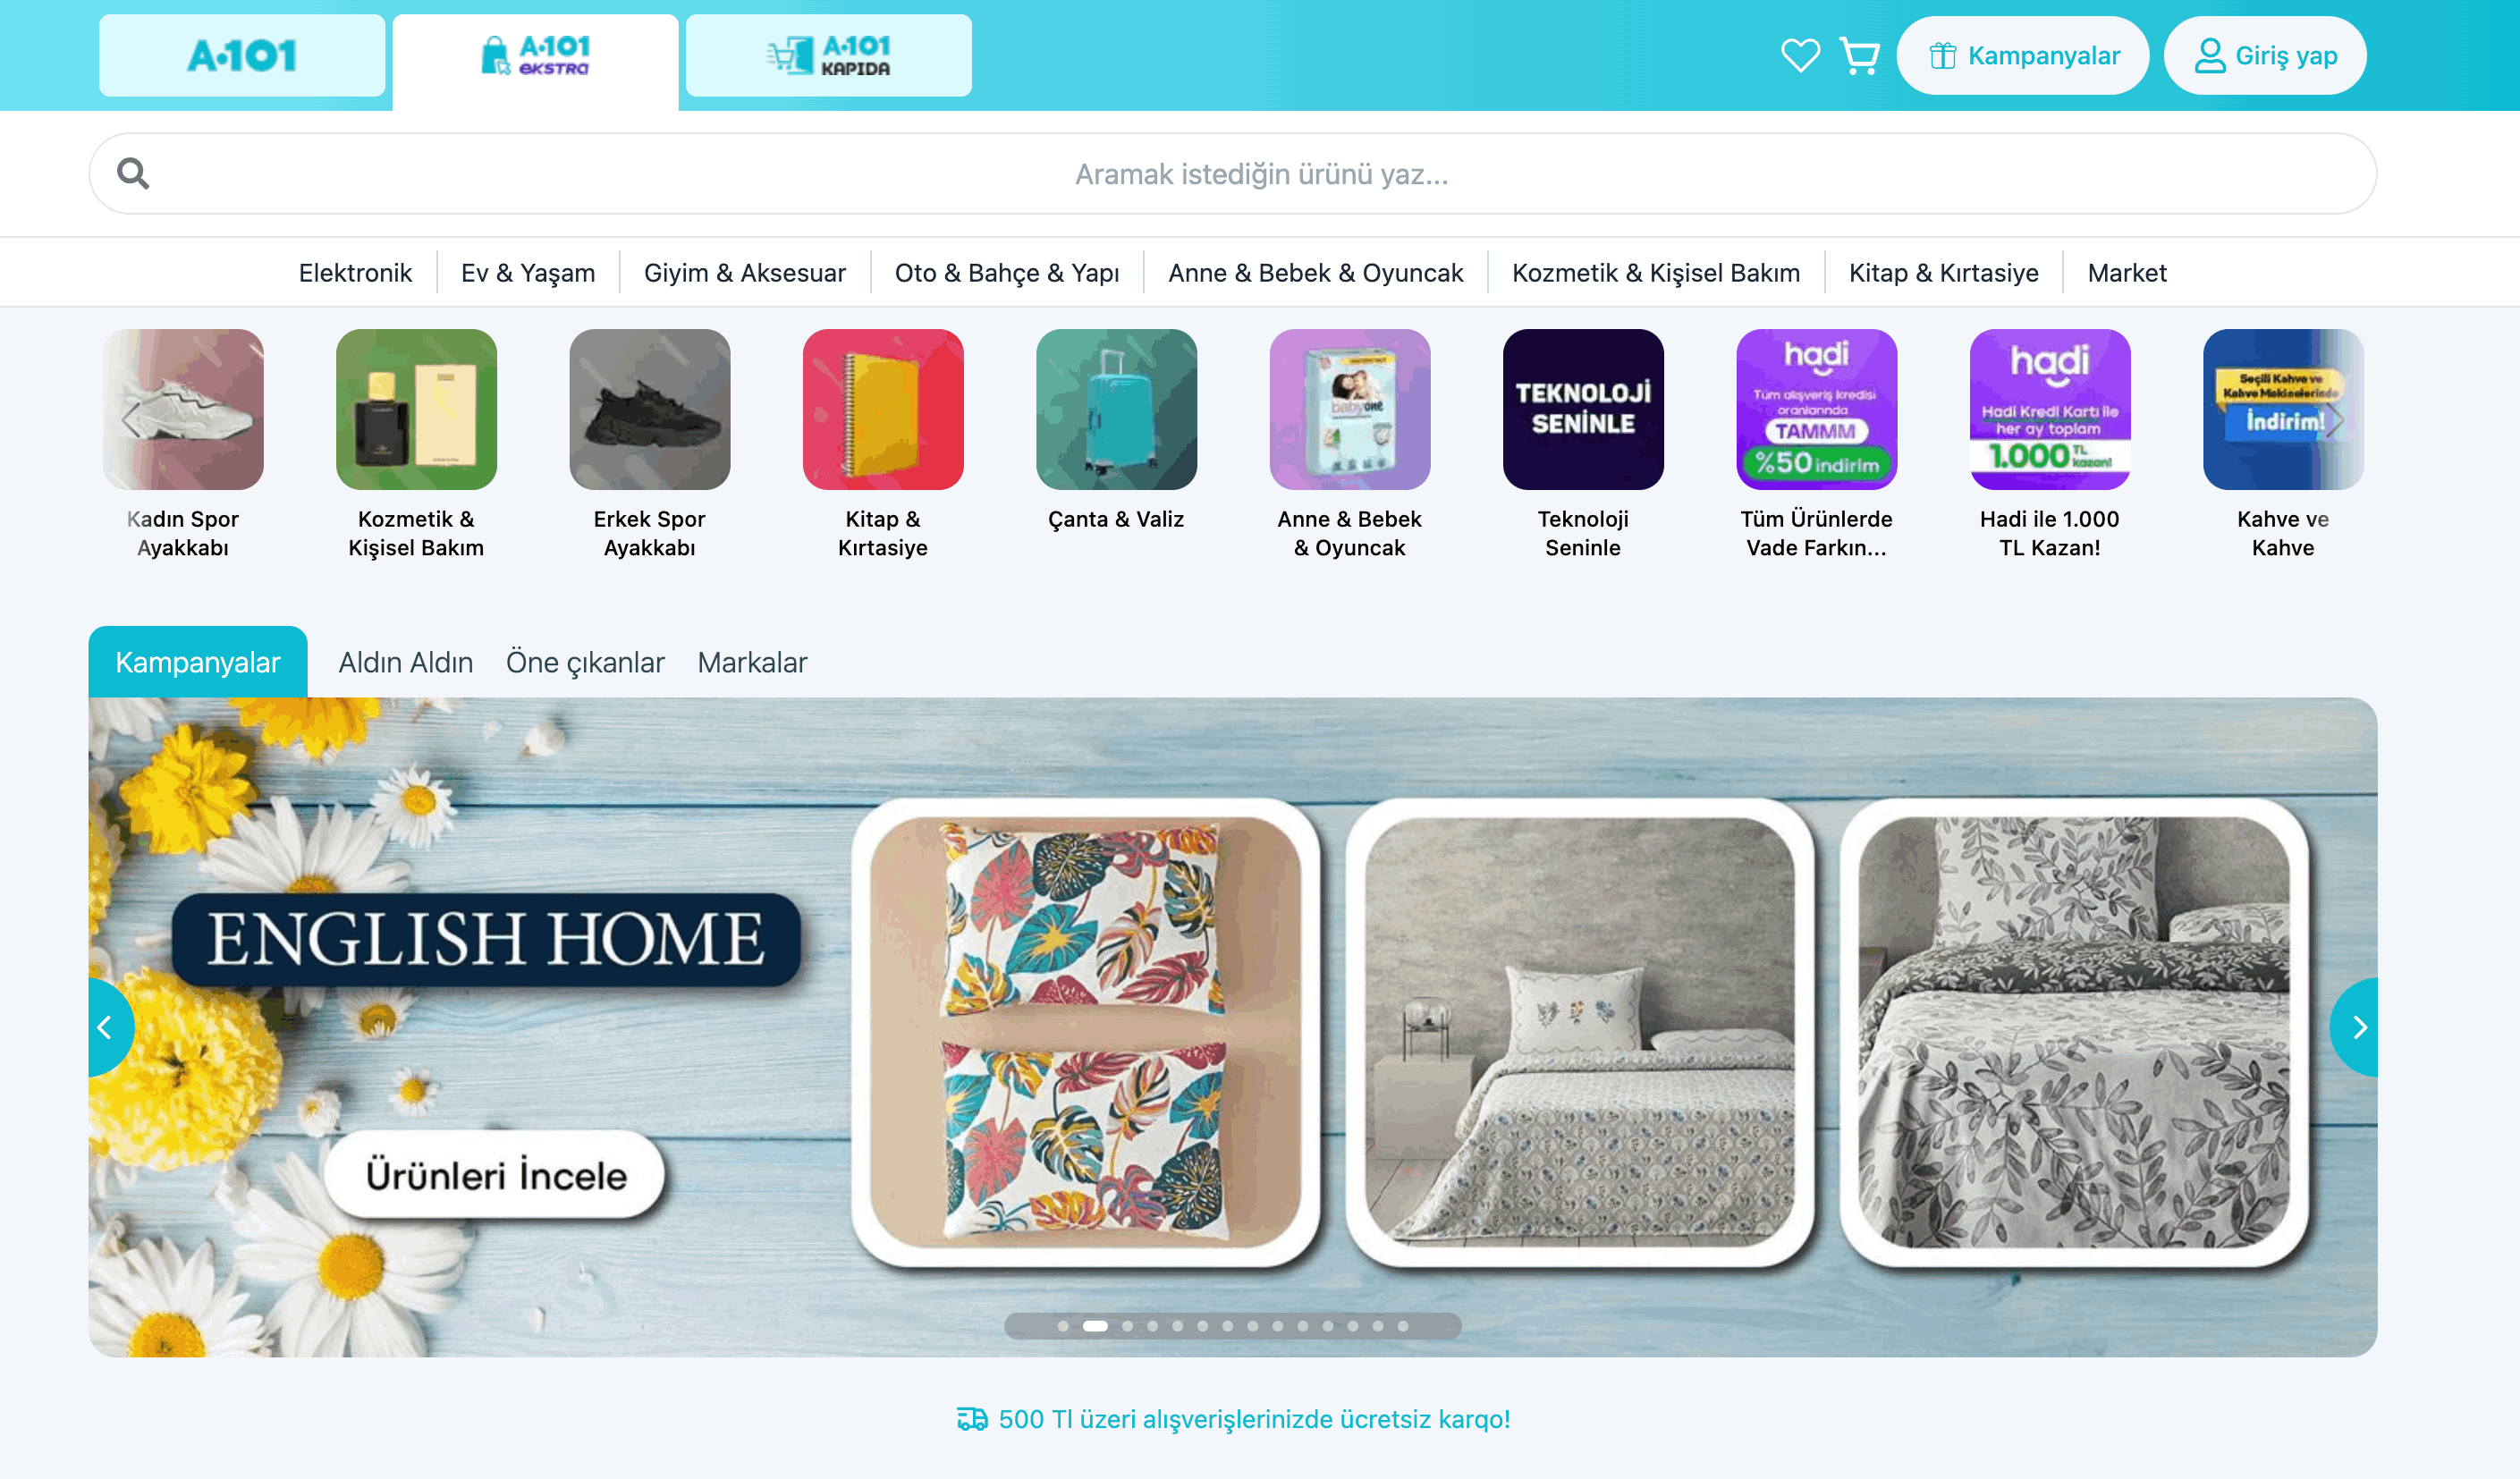 A·101
A·101
ekstra
A·101
KAPIDA
Kampanyalar
Giriş yap
Aramak istediğin ürünü yaz...
Elektronik
Ev & Yaşam
Giyim & Aksesuar
Oto & Bahçe & Yapı
Anne & Bebek & Oyuncak
Kozmetik & Kişisel Bakım
Kitap & Kırtasiye
Market
babyone
TEKNOLOJİ
SENİNLE
hadi
Tüm alışveriş kredisi
oranlarında
TAMMM
%50 indirim
hadi
Hadi Kredi Kartı ile
her ay toplam
1.000 TL kazan!
Seçili Kahve ve
Kahve Makinelerinde
İndirim!
Kadın Spor
Ayakkabı
Kozmetik &
Kişisel Bakım
Erkek Spor
Ayakkabı
Kitap &
Kırtasiye
Çanta & Valiz
Anne & Bebek
& Oyuncak
Teknoloji
Seninle
Tüm Ürünlerde
Vade Farkın...
Hadi ile 1.000
TL Kazan!
Kahve ve
Kahve
Kampanyalar
Aldın Aldın
Öne çıkanlar
Markalar
ENGLISH HOME
Ürünleri İncele
500 Tl üzeri alışverişlerinizde ücretsiz kargo!